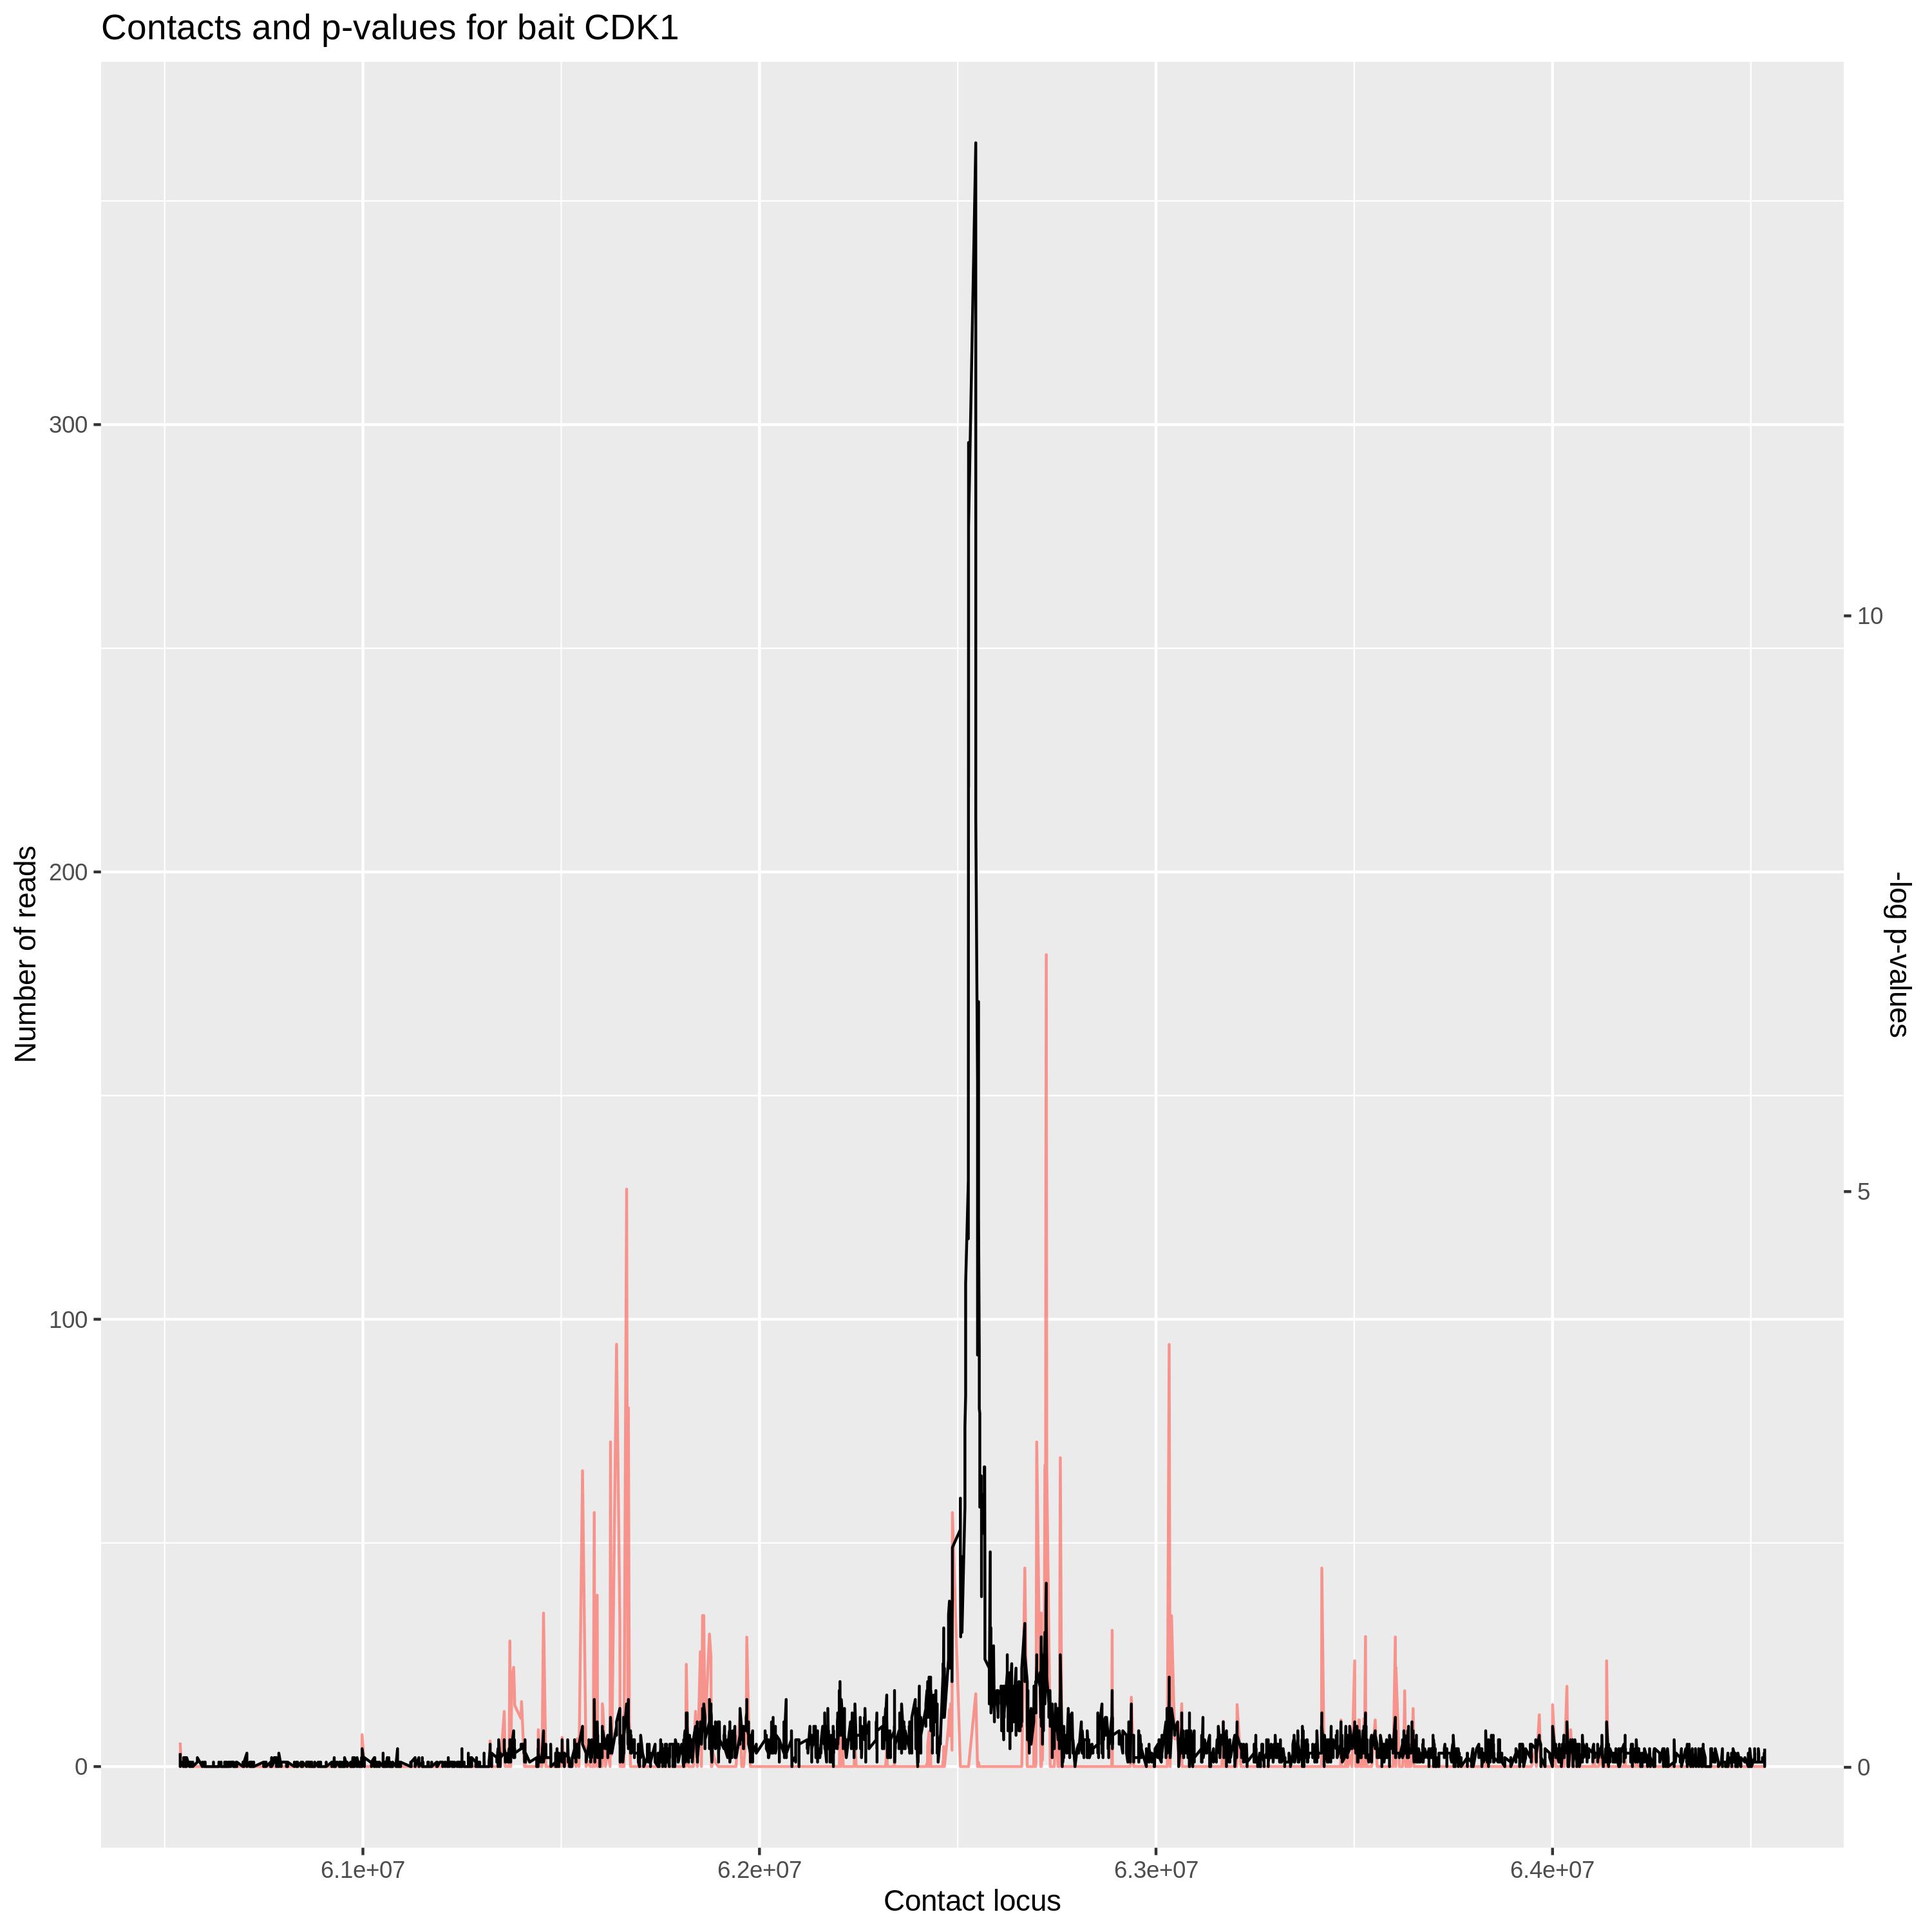 Contacts and p-values for bait CDK1
Number of reads
300
200
100
0
10
5
0
-log p-values
6.1e+07
6.2e+07
6.3e+07
6.4e+07
Contact locus